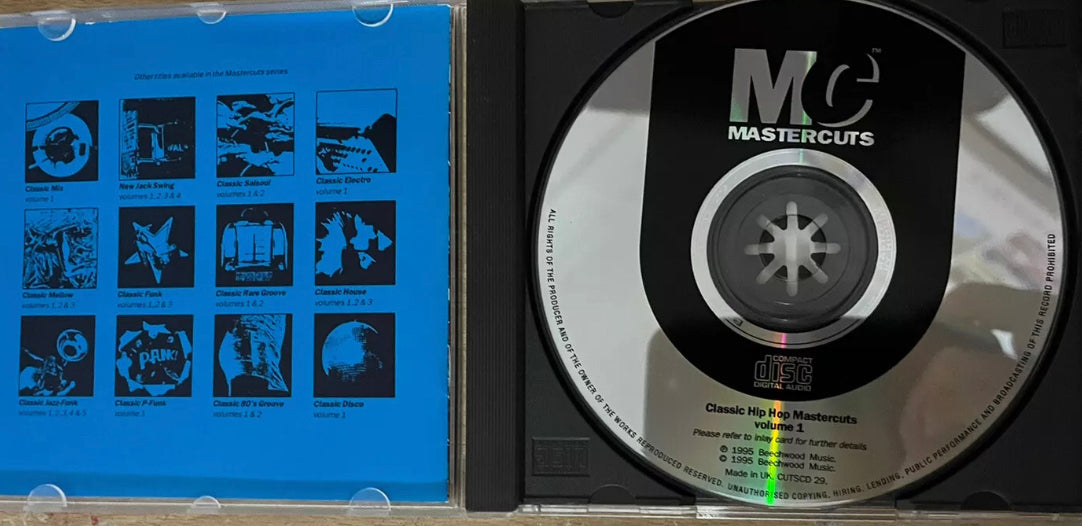 Other titles available in the Mastercuts series
Classic Mix
volume 1
New Jack Swing
volumes 1, 2, 3 & 4
Classic Salsoul
volumes 1 & 2
Classic Electro
volume 1
Classic Mellow
volumes 1, 2 & 3
Classic Funk
volumes 1, 2 & 3
Classic Rare Groove
volumes 1 & 2
Classic House
volumes 1, 2 & 3
P-FUNK!
Classic Jazz-Funk
volumes 1, 2, 3, 4 & 5
Classic P-Funk
volume 1
Classic 80's Groove
volumes 1 & 2
Classic Disco
volume 1
MC™
MASTERCUTS
COMPACT
disc
DIGITAL AUDIO
Classic Hip Hop Mastercuts
volume 1
Please refer to inlay card for further details
℗ 1995 Beechwood Music.
© 1995 Beechwood Music.
Made in UK. CUTSCD 29.
ALL RIGHTS OF THE PRODUCER AND OF THE OWNER OF THE WORKS REPRODUCED RESERVED. UNAUTHORISED COPYING, HIRING, LENDING, PUBLIC PERFORMANCE AND BROADCASTING OF THIS RECORD PROHIBITED